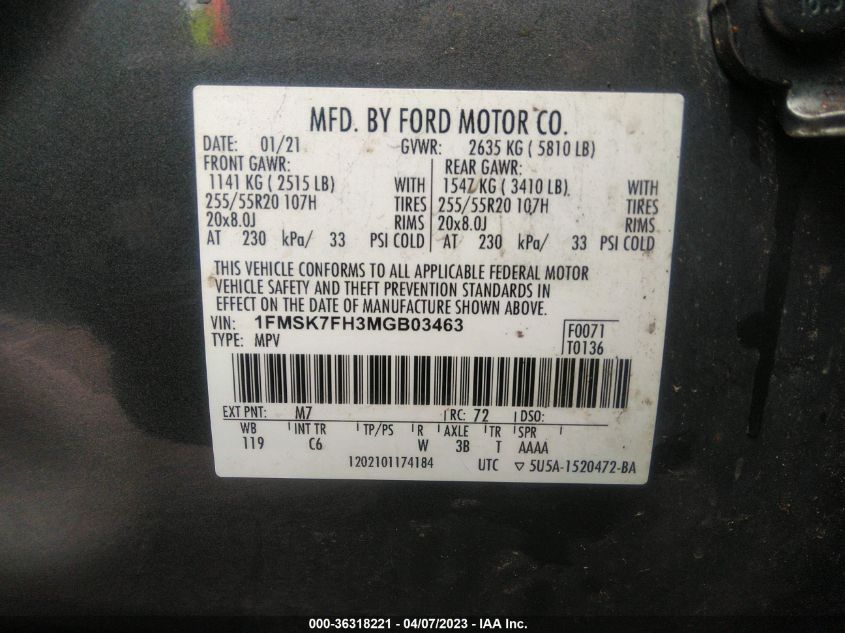 MFD. BY FORD MOTOR CO.
DATE: 01/21 GVWR: 2635 KG ( 5810 LB)
FRONT GAWR: REAR GAWR:
1141 KG ( 2515 LB) WITH 1547 KG ( 3410 LB) WITH
255/55R20 107H TIRES 255/55R20 107H TIRES
20x8.0J RIMS 20x8.0J RIMS
AT 230 kPa/ 33 PSI COLD AT 230 kPa/ 33 PSI COLD
THIS VEHICLE CONFORMS TO ALL APPLICABLE FEDERAL MOTOR
VEHICLE SAFETY AND THEFT PREVENTION STANDARDS IN
EFFECT ON THE DATE OF MANUFACTURE SHOWN ABOVE.
VIN: 1FMSK7FH3MGB03463 F0071
TYPE: MPV T0136
EXT PNT: M7 RC: 72 DSO:
WB INT TR TP/PS R AXLE TR SPR
119 C6 W 3B T AAAA
1202101174184 UTC ▽ 5U5A-1520472-BA
000-36318221 - 04/07/2023 - IAA Inc.